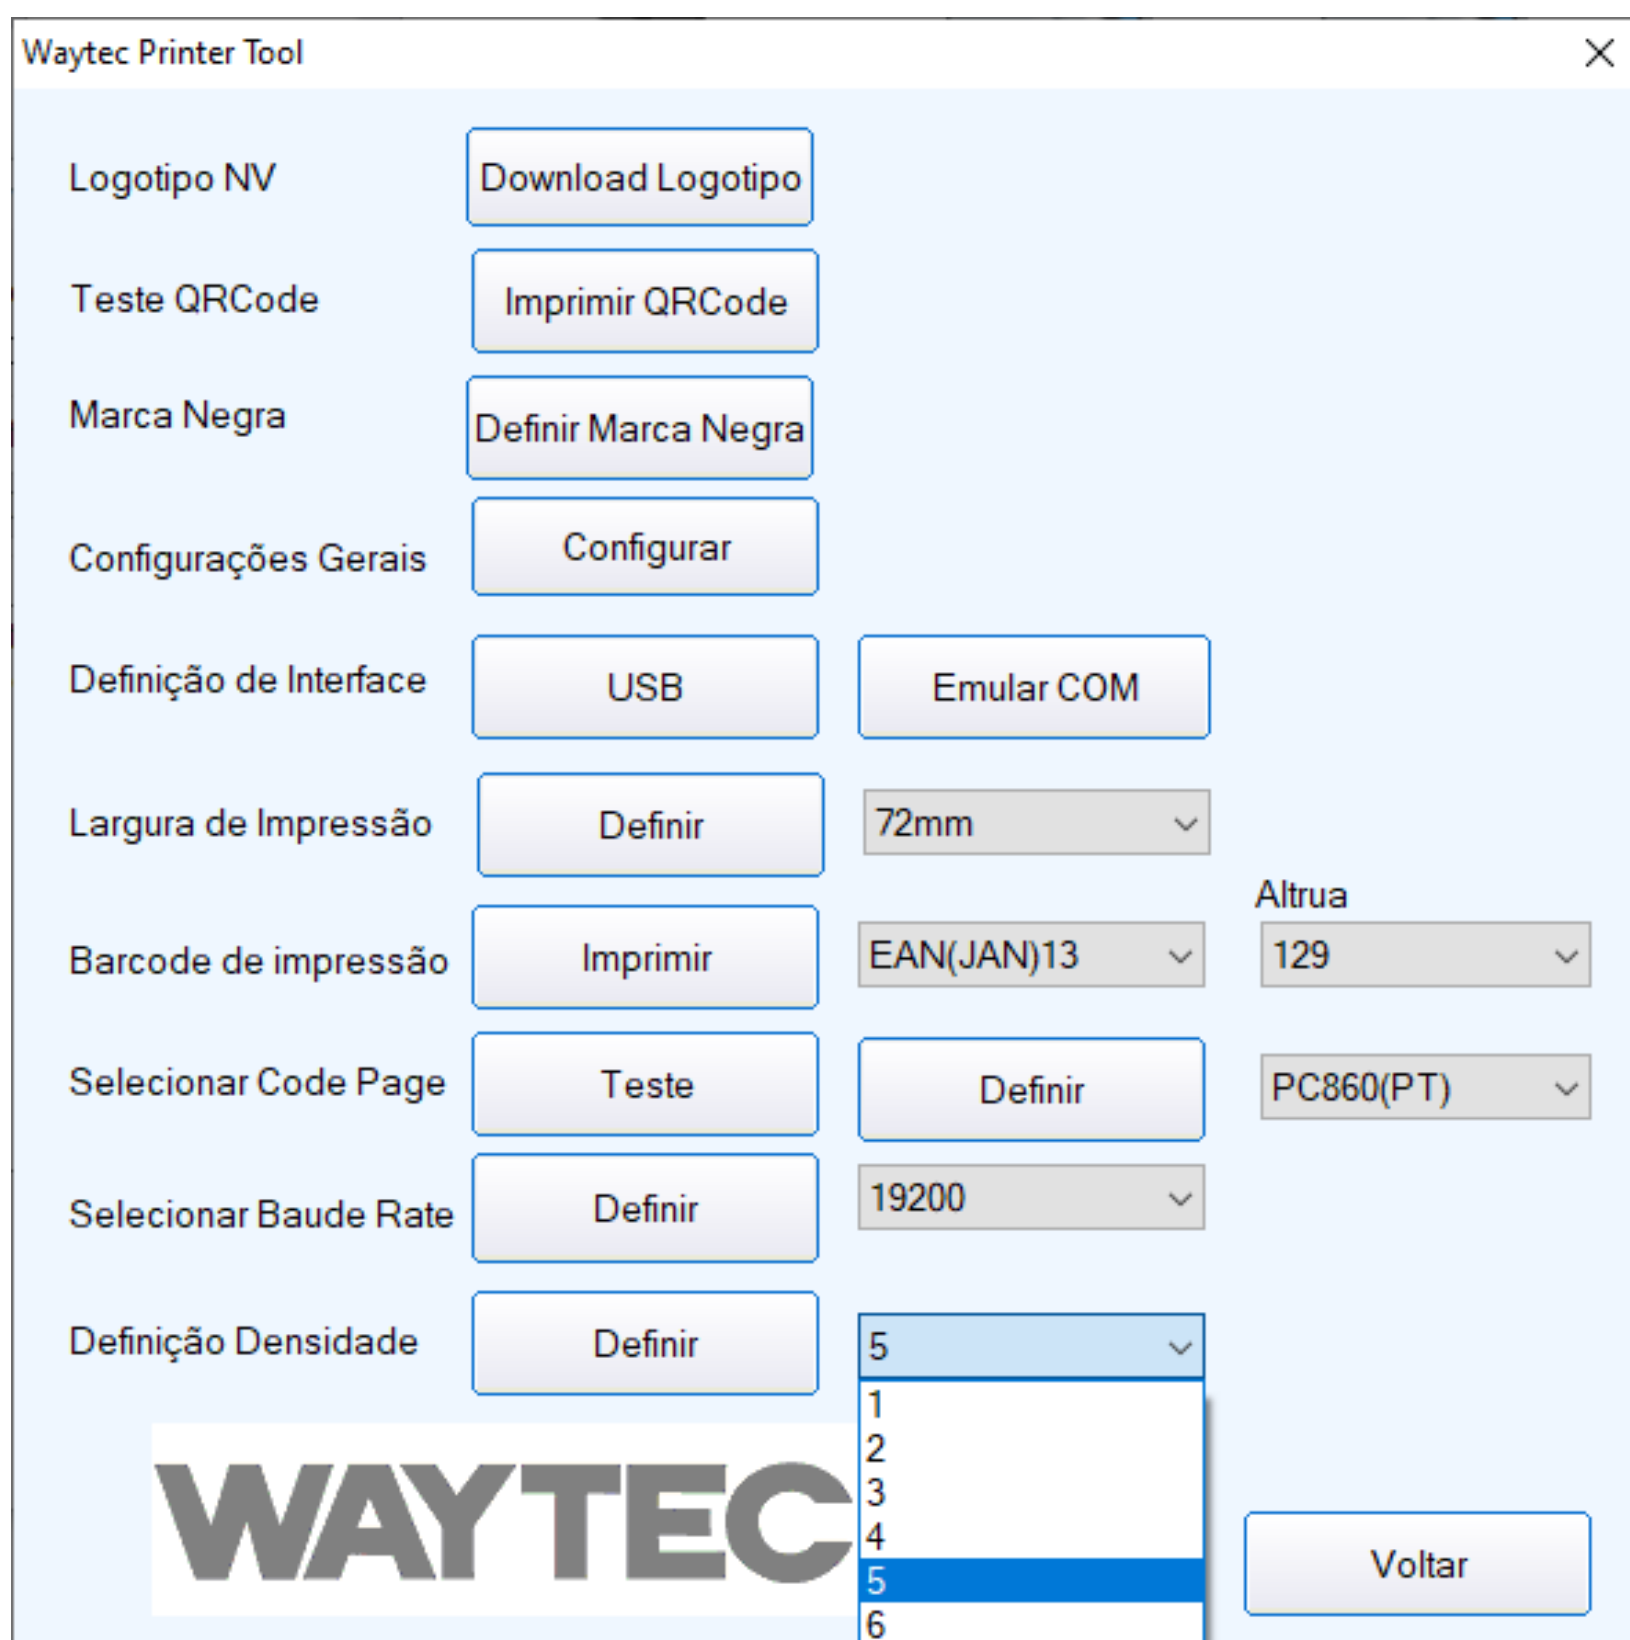 Waytec Printer Tool
Logotipo NV
Download Logotipo
Teste QRCode
Imprimir QRCode
Marca Negra
Definir Marca Negra
Configurações Gerais
Configurar
Definição de Interface
USB
Emular COM
Largura de Impressão
Definir
72mm
Altrua
Barcode de impressão
Imprimir
EAN(JAN)13
129
Selecionar Code Page
Teste
Definir
PC860(PT)
Selecionar Baude Rate
Definir
19200
Definição Densidade
Definir
5
1
2
3
4
5
6
WAYTEC
Voltar